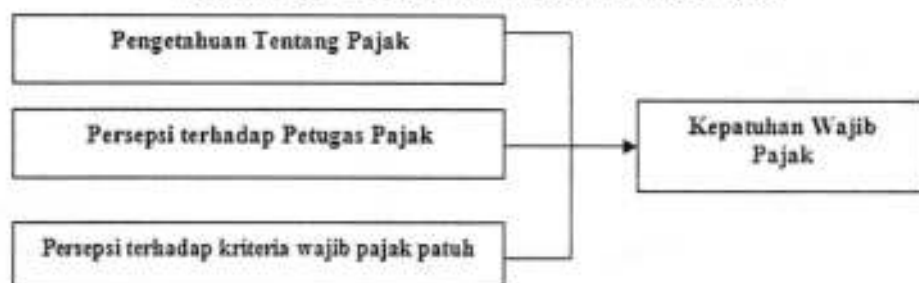 Pengetahuan Tentang Pajak
Persepsi terhadap Petugas Pajak
Kepatuhan Wajib
Pajak
Persepsi terhadap kriteria wajib pajak patuh